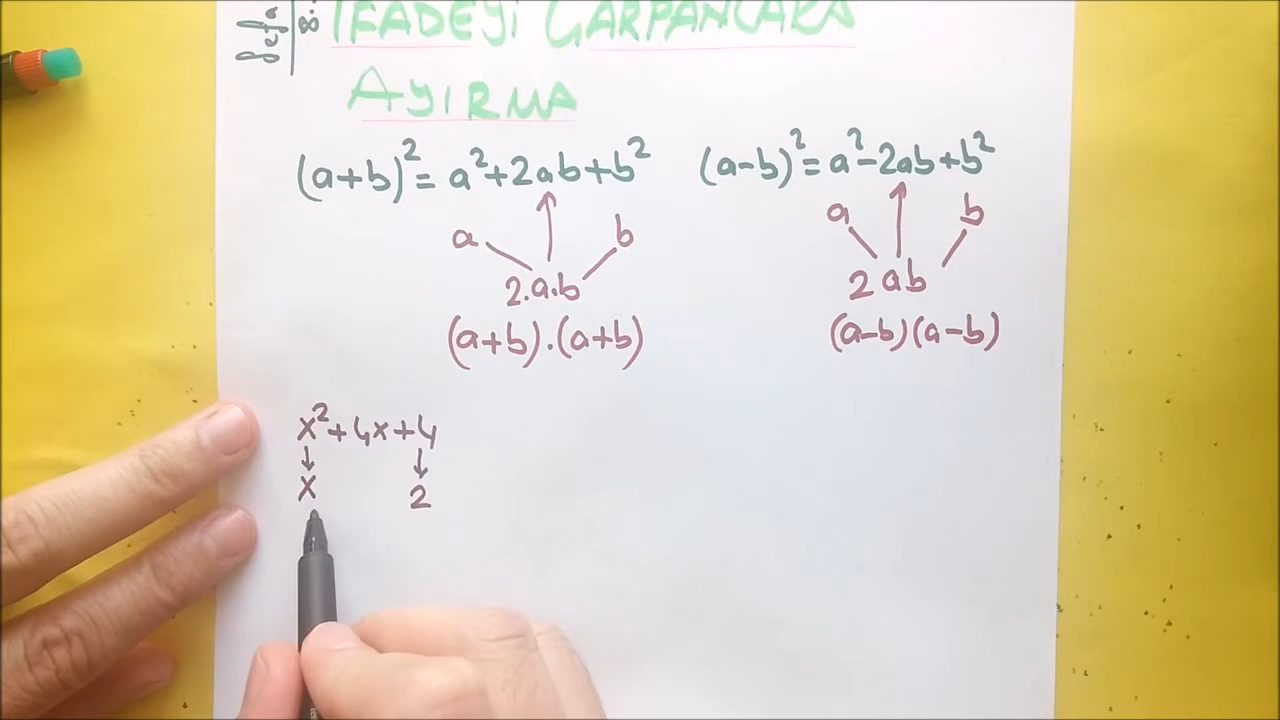 İFADEYİ ÇARPANLARA
AYIRMA
(a+b)²=a²+2ab+b²
a b
2.a.b
(a+b).(a+b)
(a-b)²=a²-2ab+b²
a b
2ab
(a-b)(a-b)
x²+4x+4
x 2